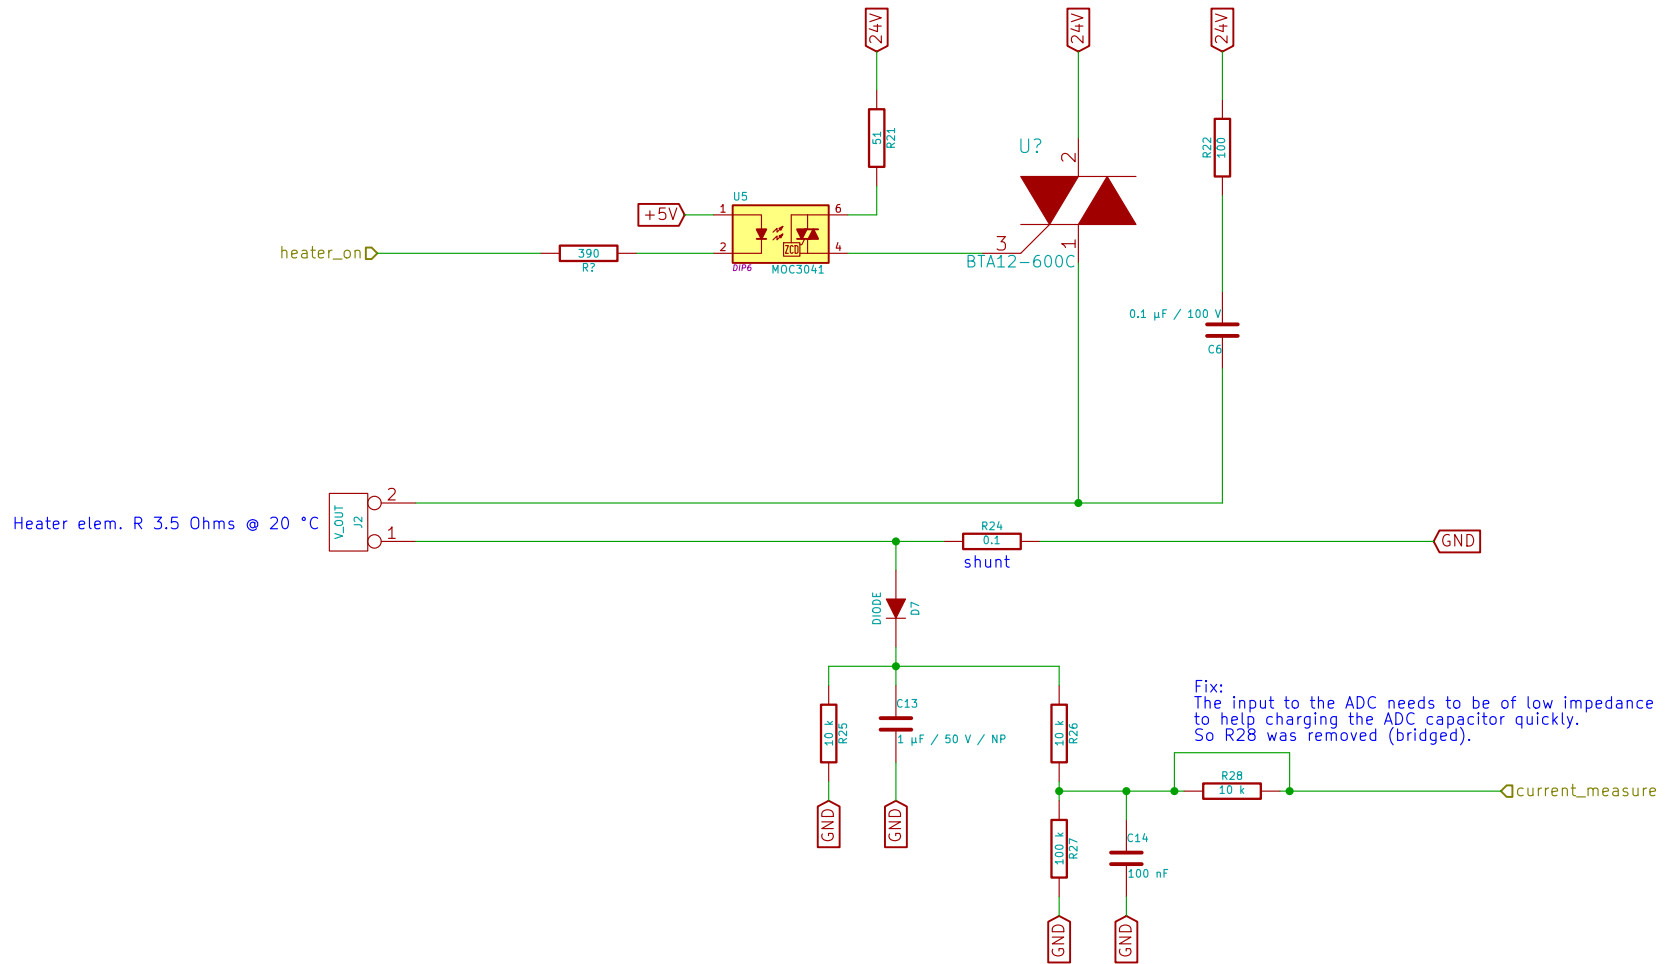 24V
24V
24V
51
R21
R22
100
U?
2
1
3
BTA12-600C
U5
+5V
1
2
6
4
ZCD
DIP6
MOC3041
heater_on
390
R?
0.1 µF / 100 V
C6
Heater elem. R 3.5 Ohms @ 20 °C
V_OUT
J2
2
1
R24
0.1
shunt
GND
DIODE
D7
10 k
R25
C13
1 µF / 50 V / NP
10 k
R26
Fix:
The input to the ADC needs to be of low impedance
to help charging the ADC capacitor quickly.
So R28 was removed (bridged).
R28
10 k
current_measure
GND
GND
100 k
R27
C14
100 nF
GND
GND